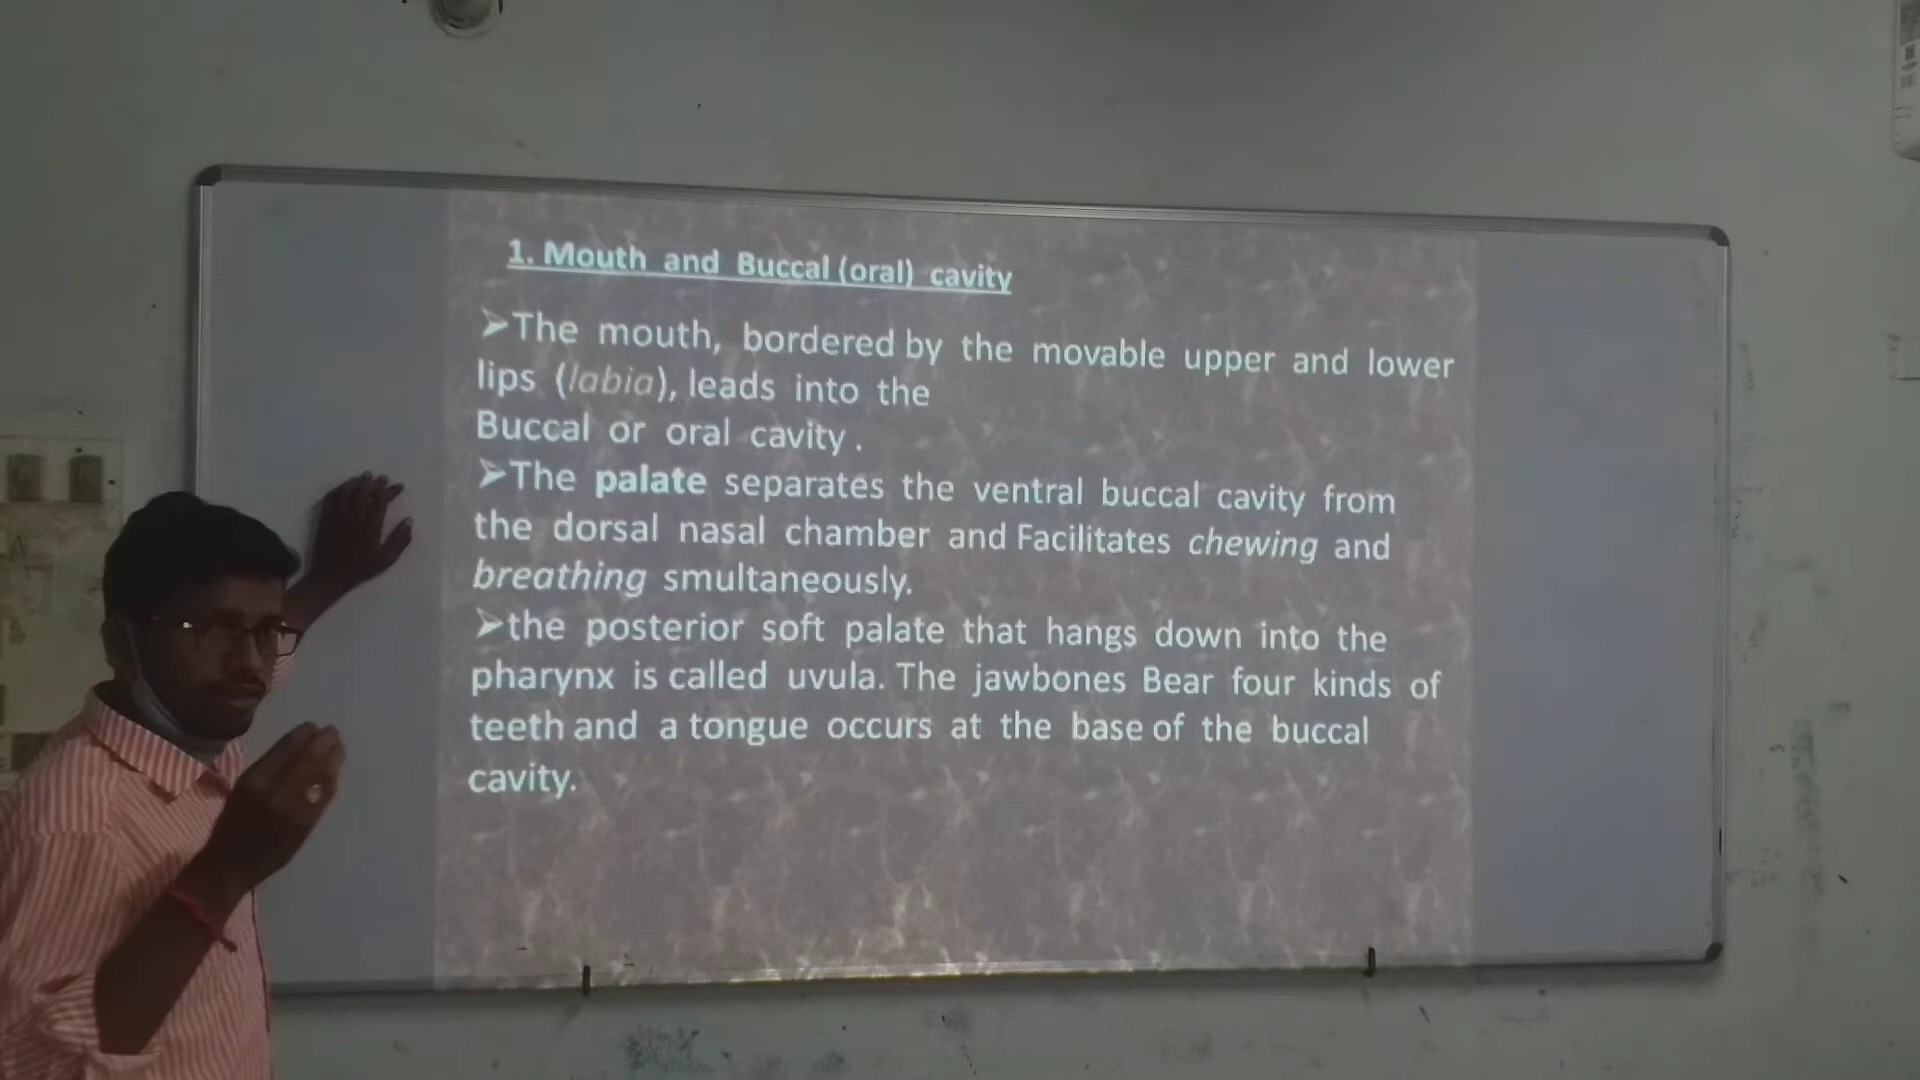 1. Mouth and Buccal (oral) cavity
➢The mouth, bordered by the movable upper and lower
lips (labia), leads into the
Buccal or oral cavity .
➢The palate separates the ventral buccal cavity from
the dorsal nasal chamber and Facilitates chewing and
breathing smultaneously.
➢the posterior soft palate that hangs down into the
pharynx is called uvula. The jawbones Bear four kinds of
teeth and a tongue occurs at the base of the buccal
cavity.